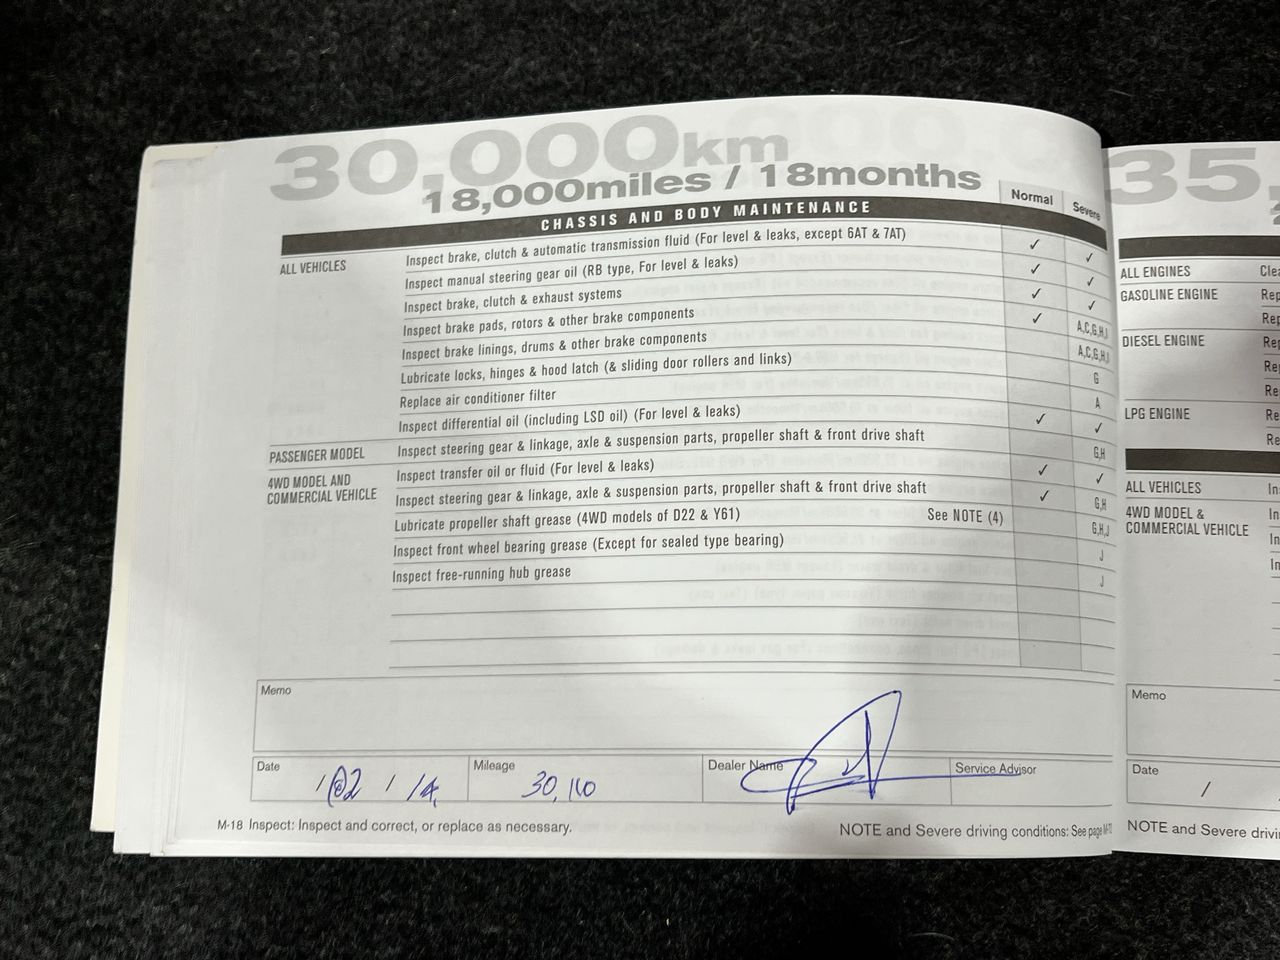 30,000km
18,000miles / 18months
CHASSIS AND BODY MAINTENANCE Normal Severe
ALL VEHICLES Inspect brake, clutch & automatic transmission fluid (For level & leaks, except 6AT & 7AT) ✓ ✓
Inspect manual steering gear oil (RB type, For level & leaks) ✓ ✓
Inspect brake, clutch & exhaust systems ✓ ✓
Inspect brake pads, rotors & other brake components ✓ A,C,G,H,I
Inspect brake linings, drums & other brake components A,C,G,H,I
Lubricate locks, hinges & hood latch (& sliding door rollers and links) G
Replace air conditioner filter A
Inspect differential oil (including LSD oil) (For level & leaks) ✓ ✓
PASSENGER MODEL Inspect steering gear & linkage, axle & suspension parts, propeller shaft & front drive shaft G,H
4WD MODEL AND COMMERCIAL VEHICLE Inspect transfer oil or fluid (For level & leaks) ✓ ✓
Inspect steering gear & linkage, axle & suspension parts, propeller shaft & front drive shaft ✓ G,H
Lubricate propeller shaft grease (4WD models of D22 & Y61) See NOTE (4) G,H,J
Inspect front wheel bearing grease (Except for sealed type bearing) J
Inspect free-running hub grease J
Memo
Date Mileage 30,110 Dealer Name Service Advisor
M-18 Inspect: Inspect and correct, or replace as necessary. NOTE and Severe driving conditions: See page
35,
ALL ENGINES
GASOLINE ENGINE
DIESEL ENGINE
LPG ENGINE
ALL VEHICLES
4WD MODEL &
COMMERCIAL VEHICLE
Memo
Date /
NOTE and Severe